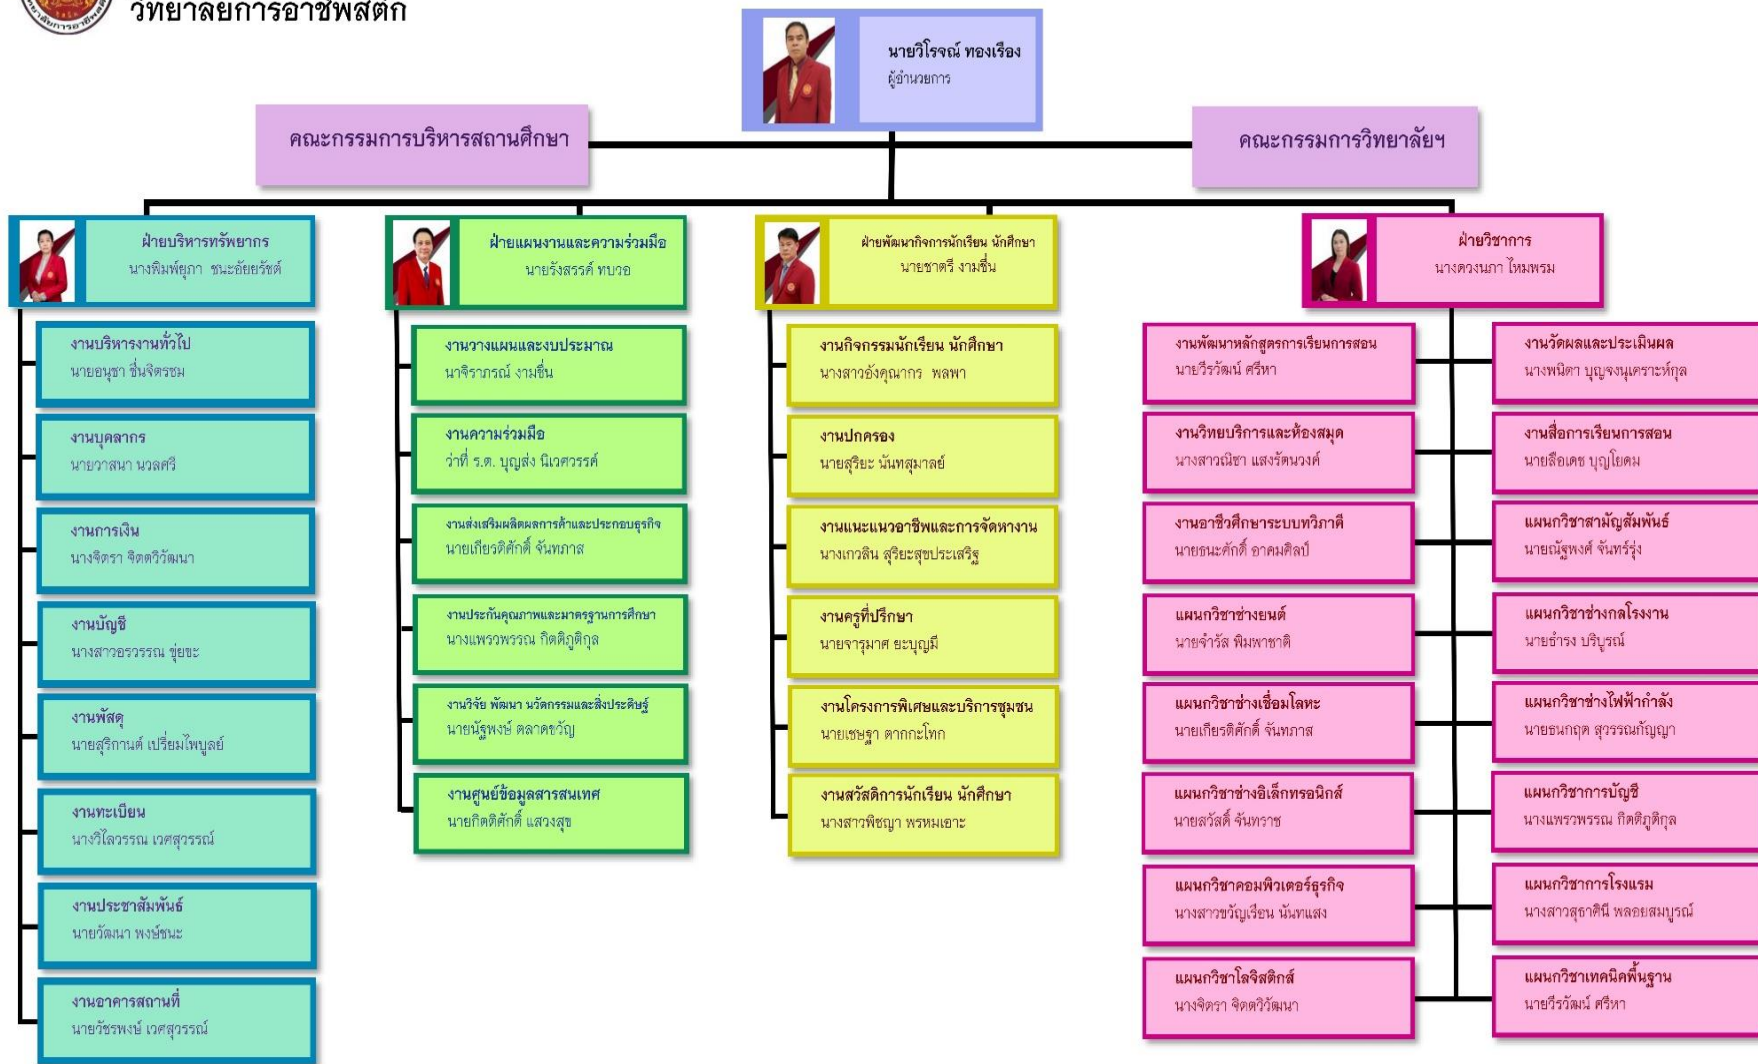 วิทยาลัยการอาชีพสตึก
นายวิโรจณ์ ทองเรือง
ผู้อำนวยการ
คณะกรรมการบริหารสถานศึกษา
คณะกรรมการวิทยาลัยฯ
ฝ่ายบริหารทรัพยากร
นางพิมพ์ยุภา ชนะอัยยรัชต์
งานบริหารงานทั่วไป
นายอนุชา ชื่นจิตรชม
งานบุคลากร
นายวาสนา นวลศรี
งานการเงิน
นางจิตรา จิตตวิวัฒนา
งานบัญชี
นางสาวอรวรรณ ขุ่ยขะ
งานพัสดุ
นายสุริกานต์ เปรี่ยมไพบูลย์
งานทะเบียน
นางวิไลวรรณ เวศสุวรรณ์
งานประชาสัมพันธ์
นายวัฒนา พงษ์ชนะ
งานอาคารสถานที่
นายวัชรพงษ์ เวศสุวรรณ์
ฝ่ายแผนงานและความร่วมมือ
นายรังสรรค์ ทบวอ
งานวางแผนและงบประมาณ
นาจิราภรณ์ งามชื่น
งานความร่วมมือ
ว่าที่ ร.ต. บุญส่ง นิเวศวรรค์
งานส่งเสริมผลิตผลการค้าและประกอบธุรกิจ
นายเกียรติศักดิ์ จันทภาส
งานประกันคุณภาพและมาตรฐานการศึกษา
นางแพรวพรรณ กิตติภูติกุล
งานวิจัย พัฒนา นวัตกรรมและสิ่งประดิษฐ์
นายนัฐพงษ์ ตลาดขวัญ
งานศูนย์ข้อมูลสารสนเทศ
นายกิตติศักดิ์ แสวงสุข
ฝ่ายพัฒนากิจการนักเรียน นักศึกษา
นายชาตรี งามชื่น
งานกิจกรรมนักเรียน นักศึกษา
นางสาวอังคุณากร พลพา
งานปกครอง
นายสุริยะ นันทสุมาลย์
งานแนะแนวอาชีพและการจัดหางาน
นางเกวลิน สุริยะสุขประเสริฐ
งานครูที่ปรึกษา
นายจารุมาศ ยะบุญมี
งานโครงการพิเศษและบริการชุมชน
นายเชษฐา ตากกะโทก
งานสวัสดิการนักเรียน นักศึกษา
นางสาวพิชญา พรหมเอาะ
ฝ่ายวิชาการ
นางดวงนภา ไหมพรม
งานพัฒนาหลักสูตรการเรียนการสอน
นายวีรวัฒน์ ศรีหา
งานวัดผลและประเมินผล
นางพนิตา บุญจงนุเคราะห์กุล
งานวิทยบริการและห้องสมุด
นางสาวณิชา แสงรัตนวงค์
งานสื่อการเรียนการสอน
นายลือเดช บุญโยดม
งานอาชีวศึกษาระบบทวิภาคี
นายธนะศักดิ์ อาคมศิลป์
แผนกวิชาสามัญสัมพันธ์
นายณัฐพงศ์ จันทร์รุ่ง
แผนกวิชาช่างยนต์
นายจำรัส พิมพาชาติ
แผนกวิชาช่างกลโรงงาน
นายธำรง บริบูรณ์
แผนกวิชาช่างเชื่อมโลหะ
นายเกียรติศักดิ์ จันทภาส
แผนกวิชาช่างไฟฟ้ากำลัง
นายธนกฤต สุวรรณกัญญา
แผนกวิชาช่างอิเล็กทรอนิกส์
นายสวัสดิ์ จันทราช
แผนกวิชาการบัญชี
นางแพรวพรรณ กิตติภูติกุล
แผนกวิชาคอมพิวเตอร์ธุรกิจ
นางสาวขวัญเรือน นันทแสง
แผนกวิชาการโรงแรม
นางสาวสุธาศินี พลอยสมบูรณ์
แผนกวิชาโลจิสติกส์
นางจิตรา จิตตวิวัฒนา
แผนกวิชาเทคนิคพื้นฐาน
นายวีรวัฒน์ ศรีหา